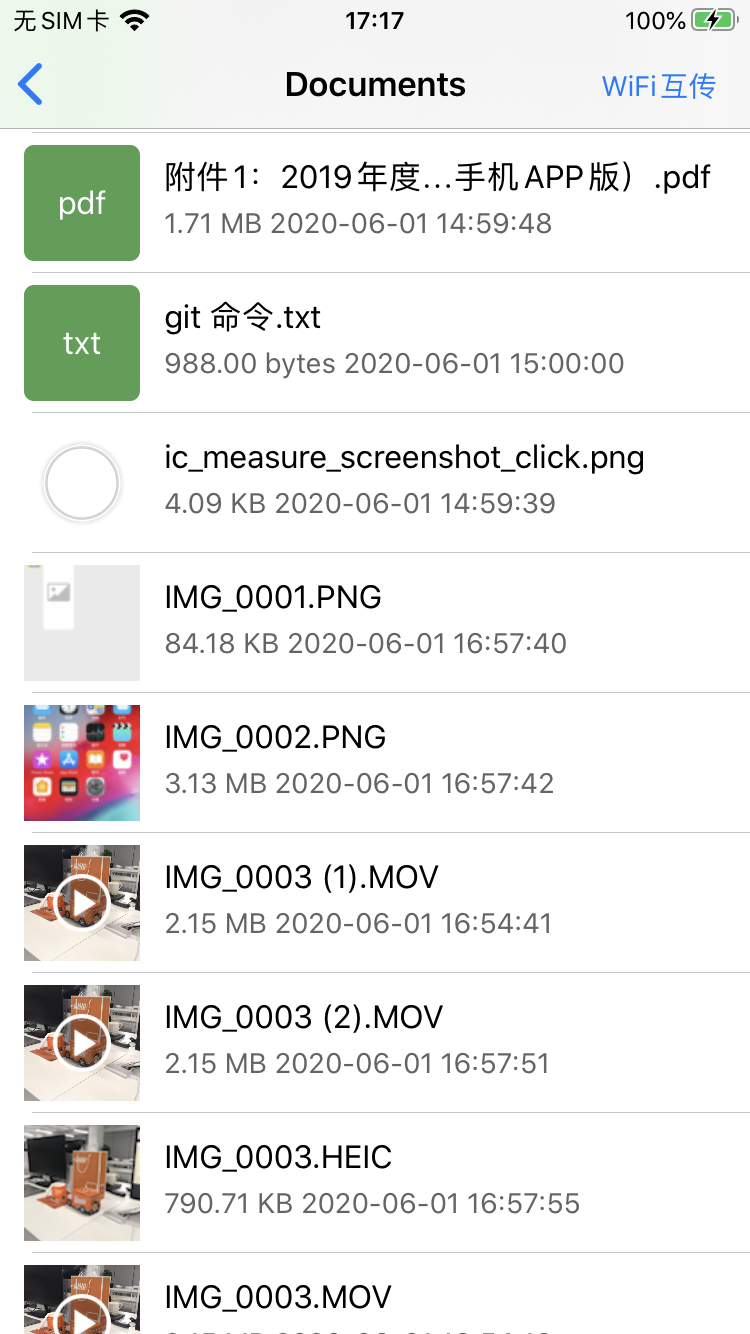 无SIM卡 17:17 100%
Documents WiFi互传
pdf
附件1：2019年度...手机APP版）.pdf
1.71 MB 2020-06-01 14:59:48
txt
git 命令.txt
988.00 bytes 2020-06-01 15:00:00
ic_measure_screenshot_click.png
4.09 KB 2020-06-01 14:59:39
IMG_0001.PNG
84.18 KB 2020-06-01 16:57:40
IMG_0002.PNG
3.13 MB 2020-06-01 16:57:42
IMG_0003 (1).MOV
2.15 MB 2020-06-01 16:54:41
IMG_0003 (2).MOV
2.15 MB 2020-06-01 16:57:51
IMG_0003.HEIC
790.71 KB 2020-06-01 16:57:55
IMG_0003.MOV